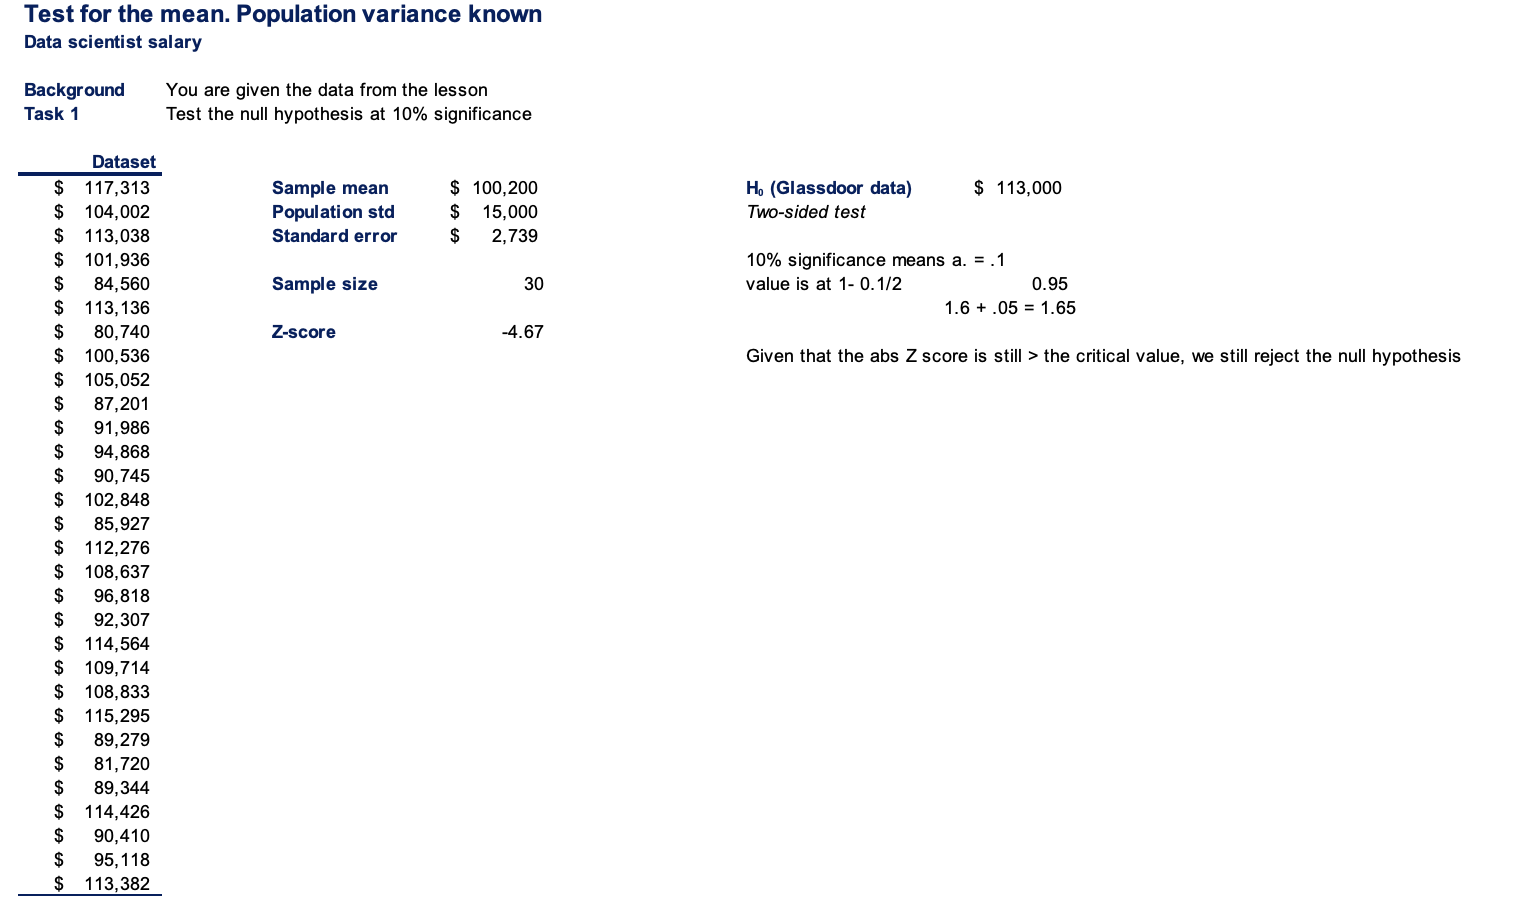 Test for the mean. Population variance known
Data scientist salary
Background You are given the data from the lesson
Task 1 Test the null hypothesis at 10% significance
Dataset
$ 117,313 Sample mean $ 100,200 H₀ (Glassdoor data) $ 113,000
$ 104,002 Population std $ 15,000 Two-sided test
$ 113,038 Standard error $ 2,739
$ 101,936 10% significance means a. = .1
$ 84,560 Sample size 30 value is at 1- 0.1/2 0.95
$ 113,136 1.6 + .05 = 1.65
$ 80,740 Z-score -4.67
$ 100,536 Given that the abs Z score is still > the critical value, we still reject the null hypothesis
$ 105,052
$ 87,201
$ 91,986
$ 94,868
$ 90,745
$ 102,848
$ 85,927
$ 112,276
$ 108,637
$ 96,818
$ 92,307
$ 114,564
$ 109,714
$ 108,833
$ 115,295
$ 89,279
$ 81,720
$ 89,344
$ 114,426
$ 90,410
$ 95,118
$ 113,382